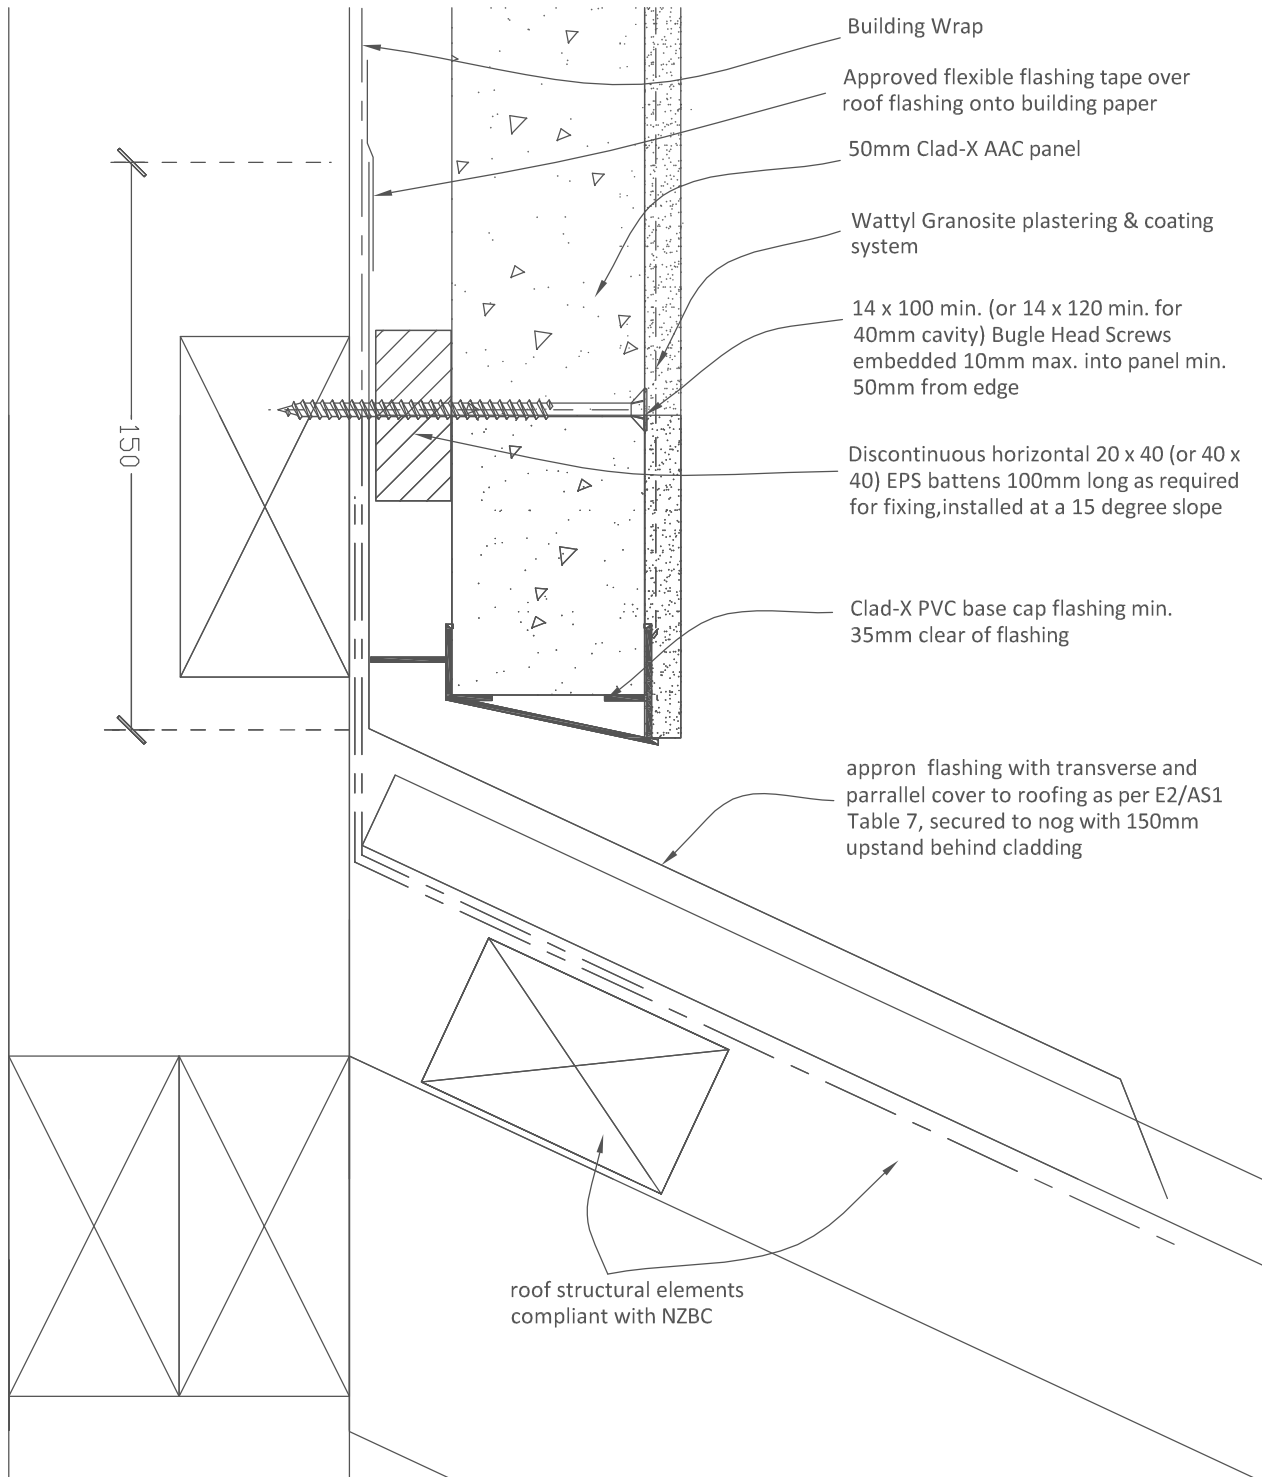 Building Wrap
Approved flexible flashing tape over
roof flashing onto building paper
50mm Clad-X AAC panel
Wattyl Granosite plastering & coating
system
14 x 100 min. (or 14 x 120 min. for
40mm cavity) Bugle Head Screws
embedded 10mm max. into panel min.
50mm from edge
150
Discontinuous horizontal 20 x 40 (or 40 x
40) EPS battens 100mm long as required
for fixing,installed at a 15 degree slope
Clad-X PVC base cap flashing min.
35mm clear of flashing
appron  flashing with transverse and
parrallel cover to roofing as per E2/AS1
Table 7, secured to nog with 150mm
upstand behind cladding
roof structural elements
compliant with NZBC